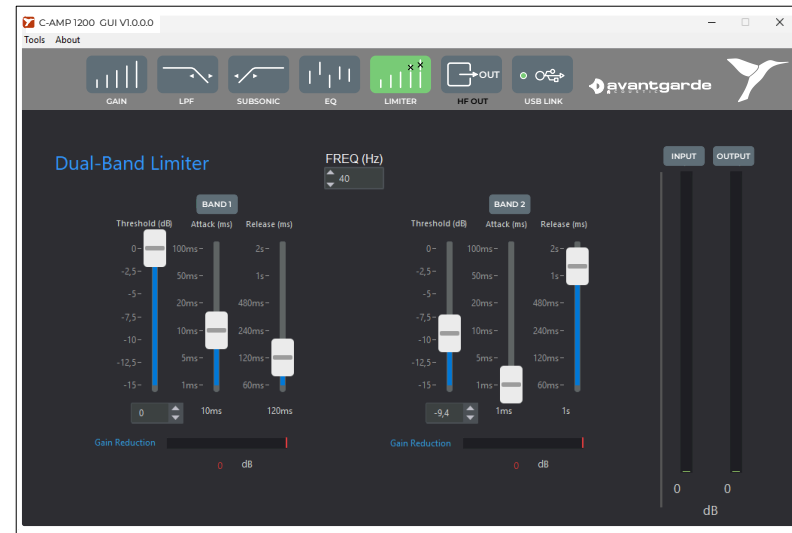 C-AMP 1200 GUI V1.0.0.0
Tools About
OUT
GAIN LPF SUBSONIC EQ LIMITER HF OUT USB LINK
avantgarde
ACOUSTIC
Dual-Band Limiter
FREQ (Hz)
40
INPUT OUTPUT
BAND 1
Threshold (dB) Attack (ms) Release (ms)
0 100ms 2s
-2,5 50ms 1s
-5 20ms 480ms
-7,5 10ms 240ms
-10 5ms 120ms
-12,5 1ms 60ms
-15
0 10ms 120ms
Gain Reduction
0 dB
BAND 2
Threshold (dB) Attack (ms) Release (ms)
0 100ms 2s
-2,5 50ms 1s
-5 20ms 480ms
-7,5 10ms 240ms
-10 5ms 120ms
-12,5 1ms 60ms
-15
-9,4 1ms 1s
Gain Reduction
0 dB
0 0
dB